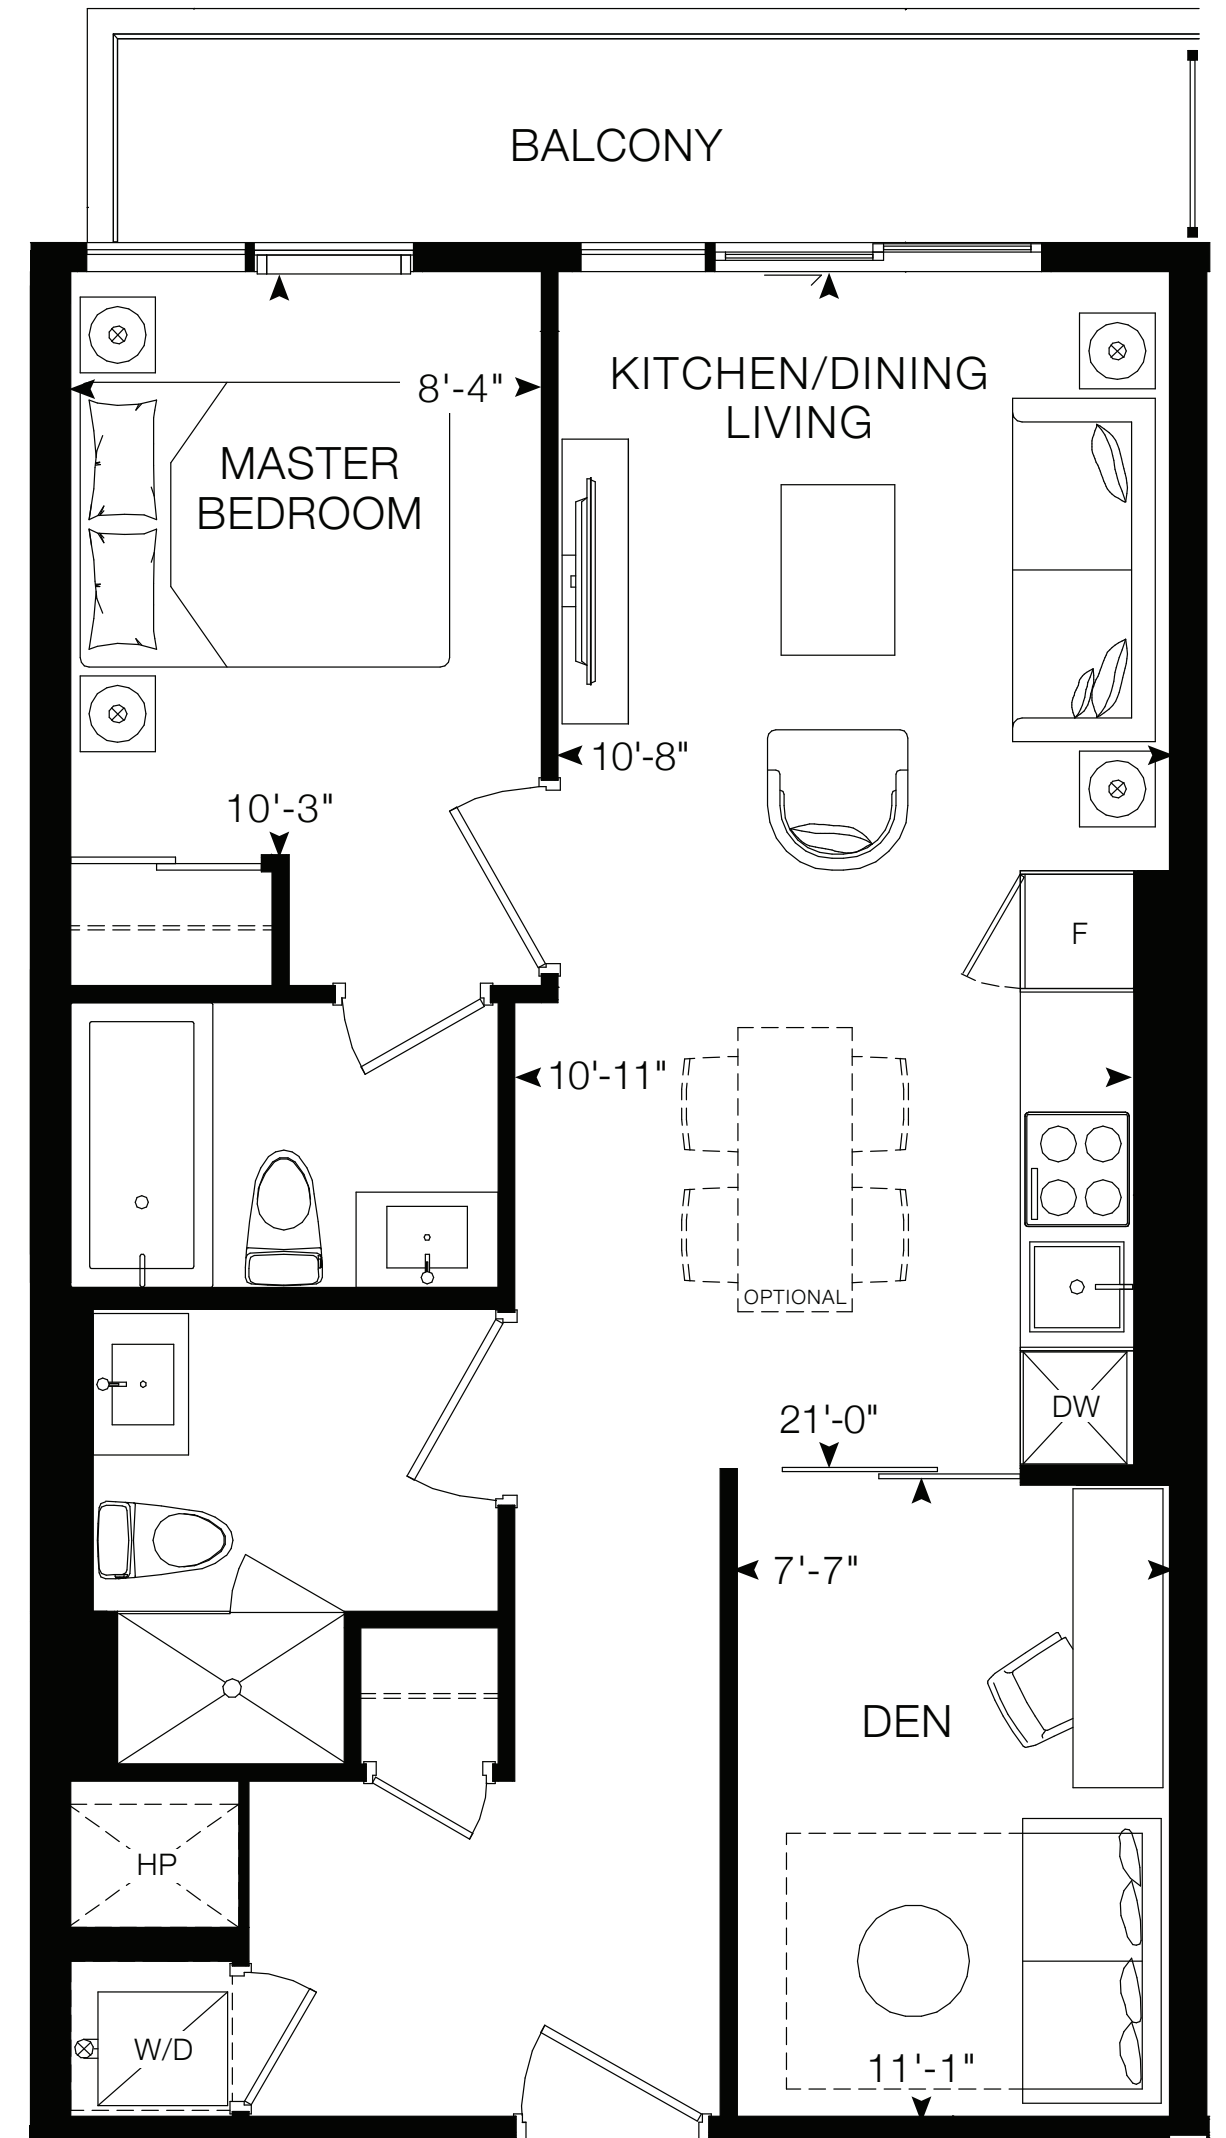 BALCONY
KITCHEN/DINING
LIVING
8'-4"
MASTER
BEDROOM
10'-8"
10'-3"
F
10'-11"
OPTIONAL
DW
21'-0"
7'-7"
DEN
HP
W/D
11'-1"